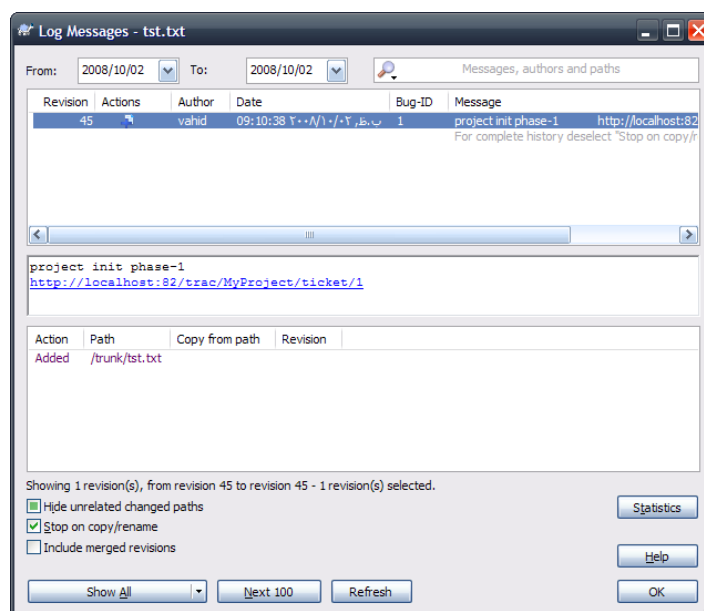 Log Messages - tst.txt
From: 2008/10/02 To: 2008/10/02 Messages, authors and paths
Revision Actions Author Date Bug-ID Message
45 vahid 09:10:38 ب.ظ, ۲۰۰۸/۱۰/۰۲ 1 project init phase-1 http://localhost:82
For complete history deselect "Stop on copy/r
project init phase-1
http://localhost:82/trac/MyProject/ticket/1
Action Path Copy from path Revision
Added /trunk/tst.txt
Showing 1 revision(s), from revision 45 to revision 45 - 1 revision(s) selected.
Hide unrelated changed paths
Statistics
Stop on copy/rename
Include merged revisions
Help
Show All Next 100 Refresh OK